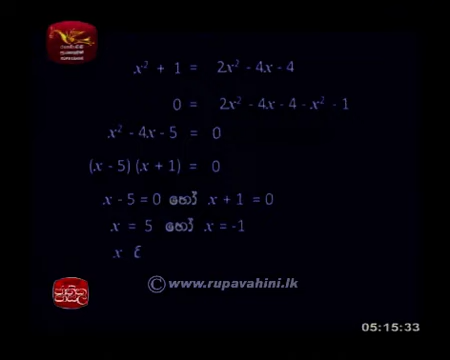 x² + 1 = 2x² - 4x - 4
0 = 2x² - 4x - 4 - x² - 1
x² - 4x - 5 = 0
(x - 5) (x + 1) = 0
x - 5 = 0 හෝ x + 1 = 0
x = 5 හෝ x = -1
x ξ
© www.rupavahini.lk
05:15:33